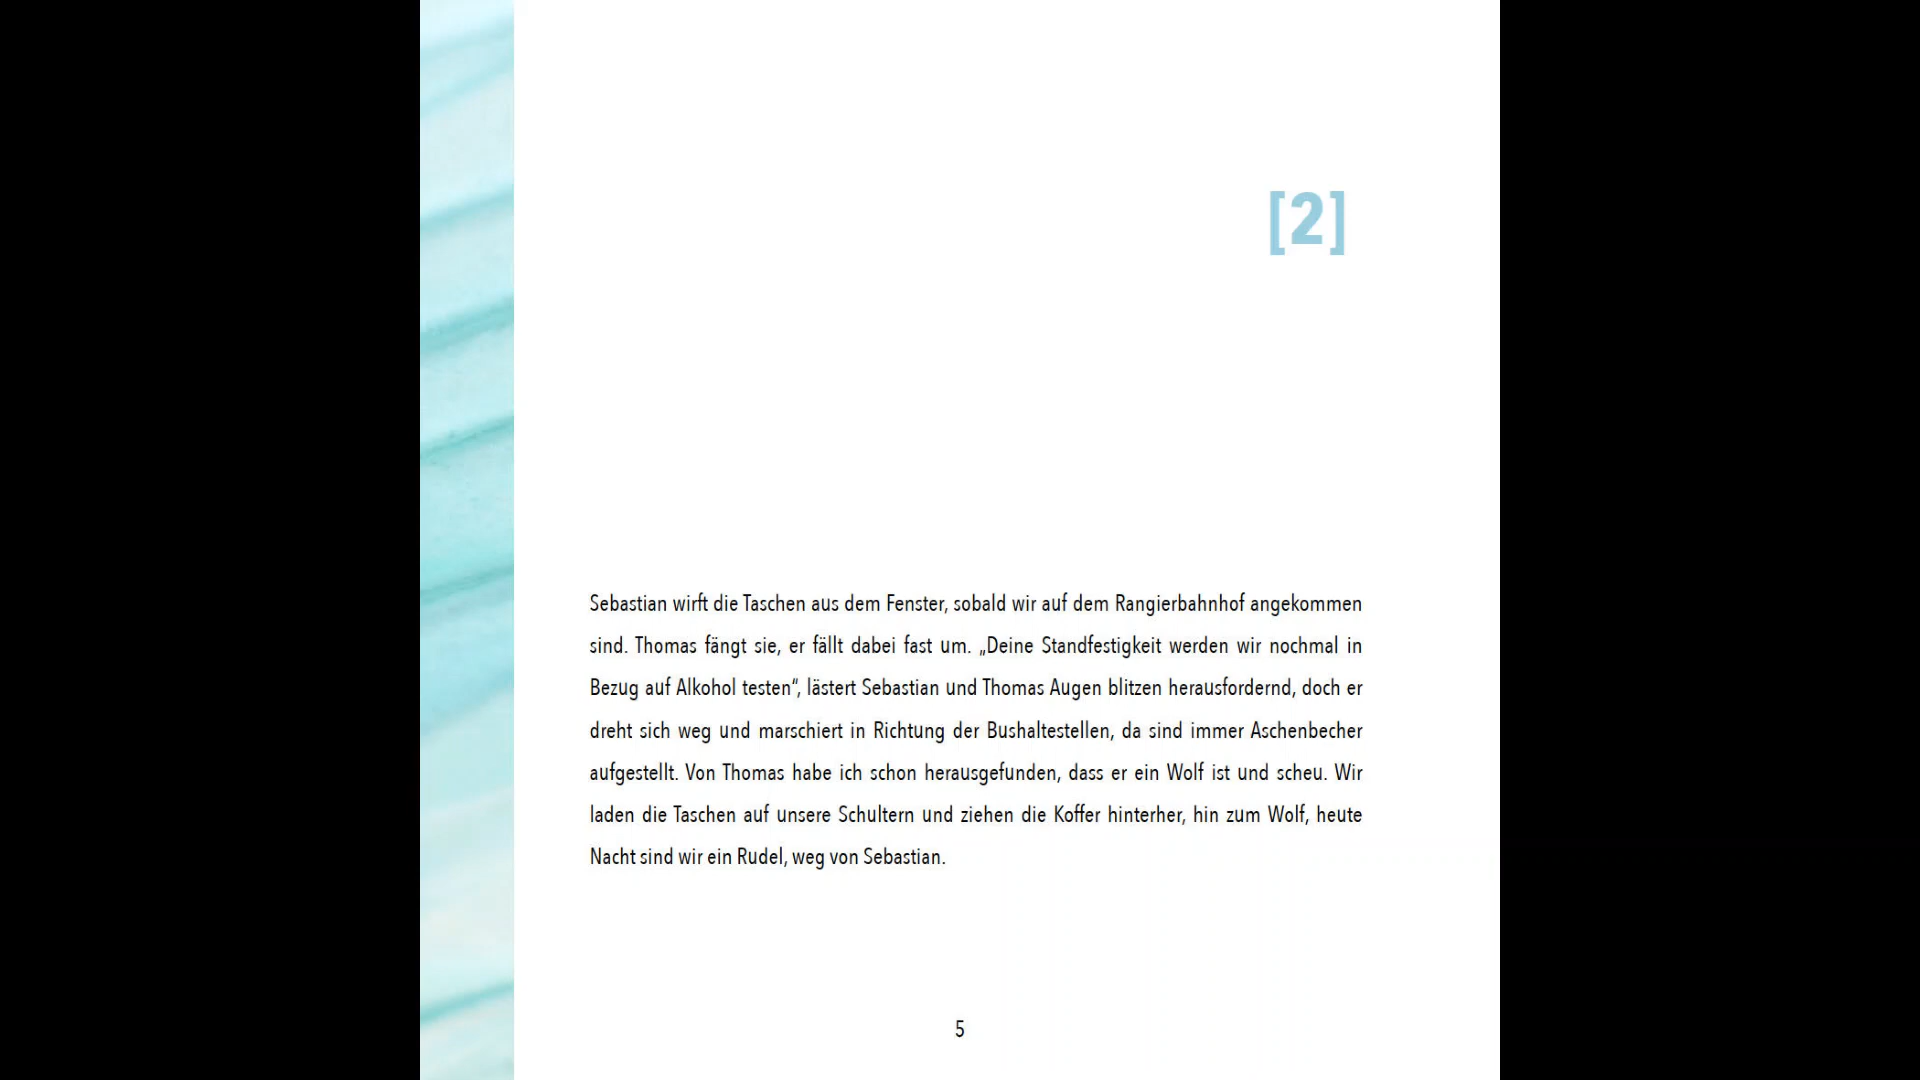 [2]
Sebastian wirft die Taschen aus dem Fenster, sobald wir auf dem Rangierbahnhof angekommen
sind. Thomas fängt sie, er fällt dabei fast um. „Deine Standfestigkeit werden wir nochmal in
Bezug auf Alkohol testen“, lästert Sebastian und Thomas Augen blitzen herausfordernd, doch er
dreht sich weg und marschiert in Richtung der Bushaltestellen, da sind immer Aschenbecher
aufgestellt. Von Thomas habe ich schon herausgefunden, dass er ein Wolf ist und scheu. Wir
laden die Taschen auf unsere Schultern und ziehen die Koffer hinterher, hin zum Wolf, heute
Nacht sind wir ein Rudel, weg von Sebastian.
5